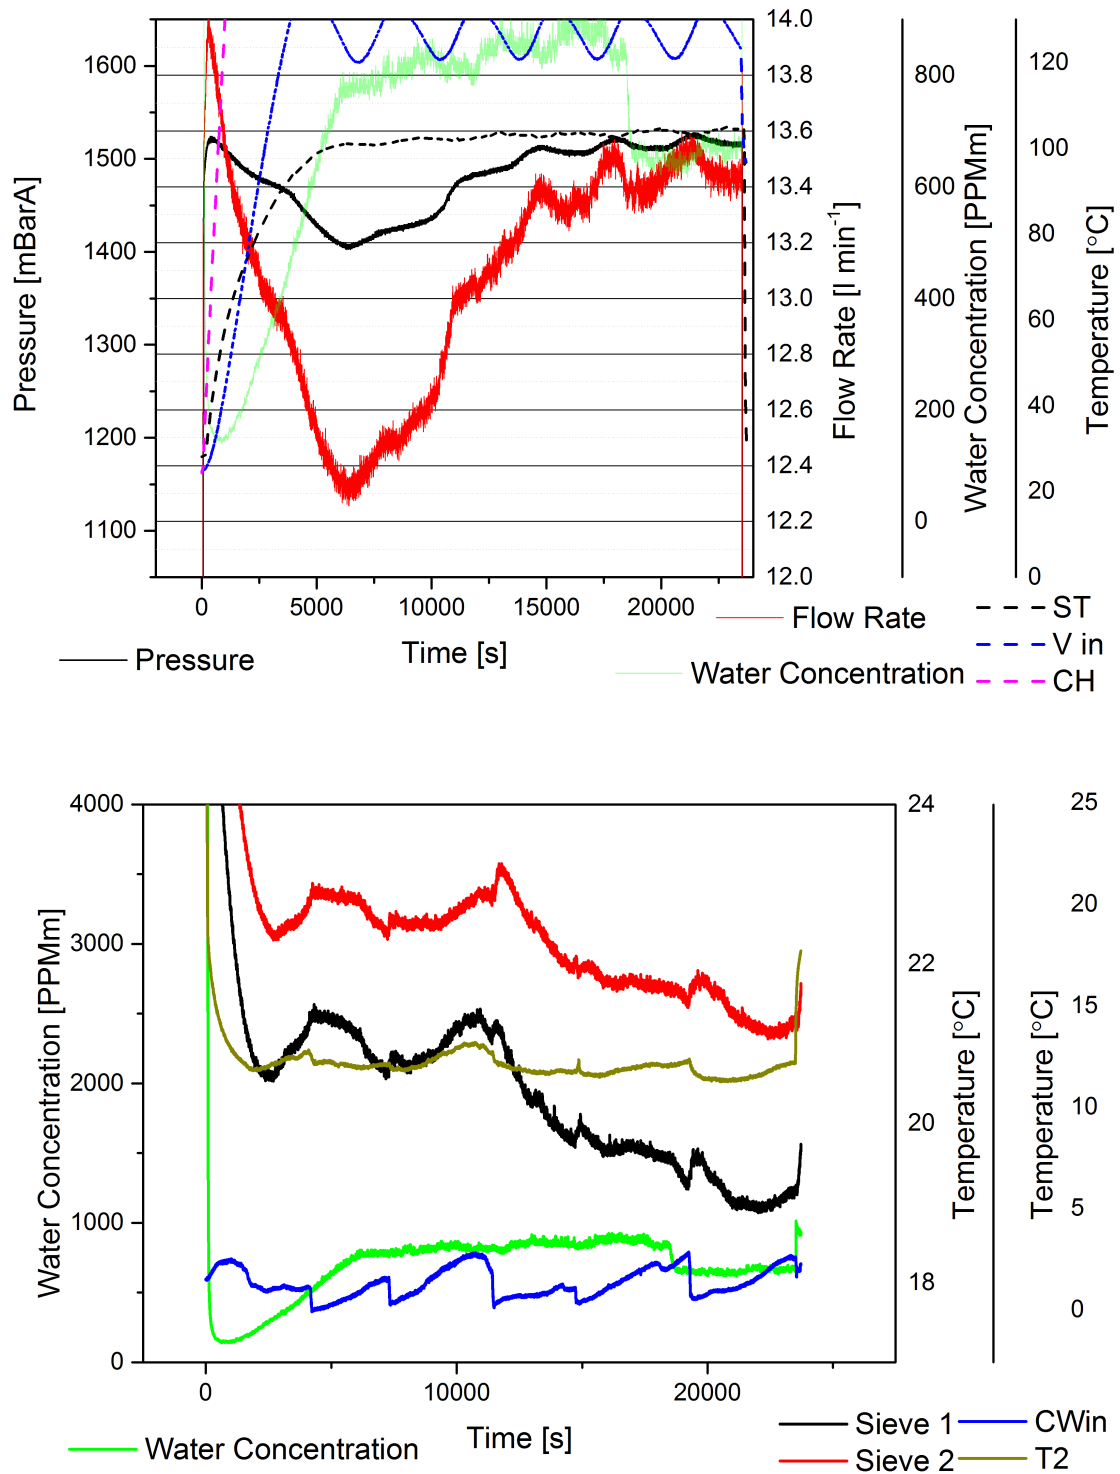 Pressure [mBarA]
1600
1500
1400
1300
1200
1100
0
5000
10000
15000
20000
Time [s]
14.0
13.8
13.6
13.4
13.2
13.0
12.8
12.6
12.4
12.2
12.0
Flow Rate [l min-1]
800
600
400
200
0
Water Concentration [PPMm]
120
100
80
60
40
20
0
Temperature [°C]
Pressure
Flow Rate
Water Concentration
ST
V in
CH
Water Concentration [PPMm]
4000
3000
2000
1000
0
0
10000
20000
Time [s]
24
22
20
18
Temperature [°C]
25
20
15
10
5
0
Temperature [°C]
Water Concentration
Sieve 1
Sieve 2
CWin
T2